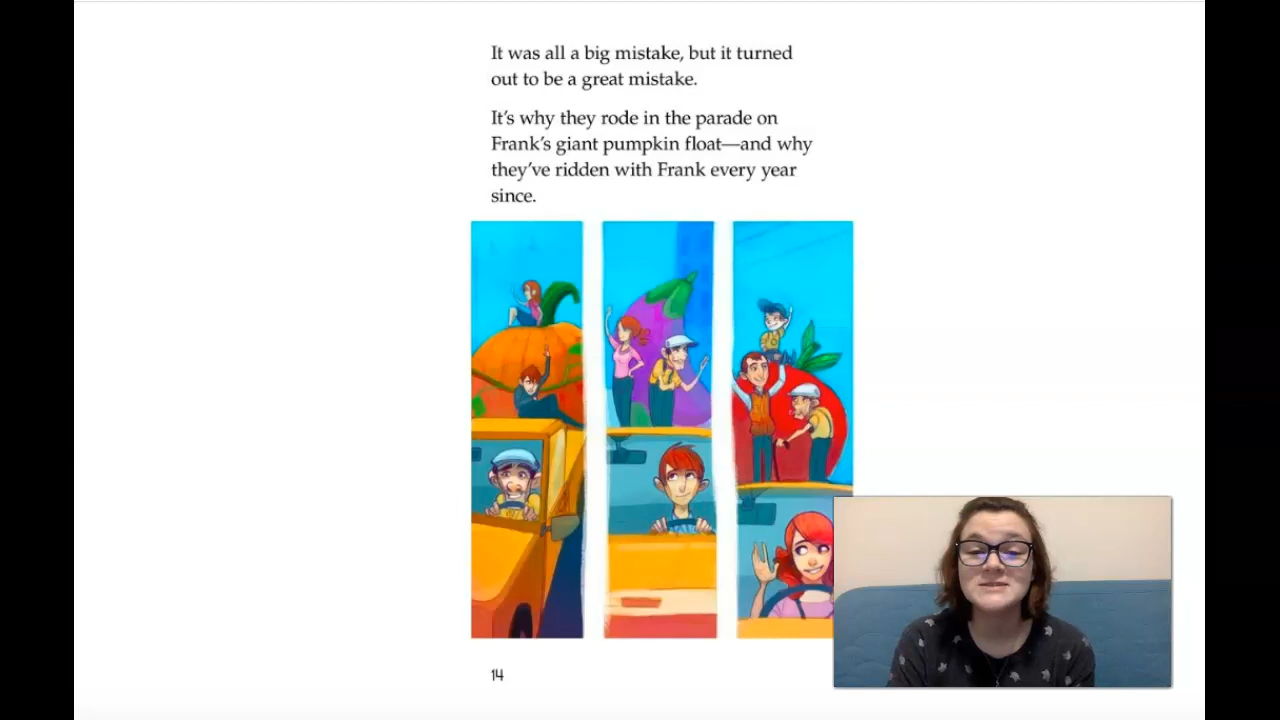 It was all a big mistake, but it turned
out to be a great mistake.
It’s why they rode in the parade on
Frank’s giant pumpkin float—and why
they’ve ridden with Frank every year
since.
14